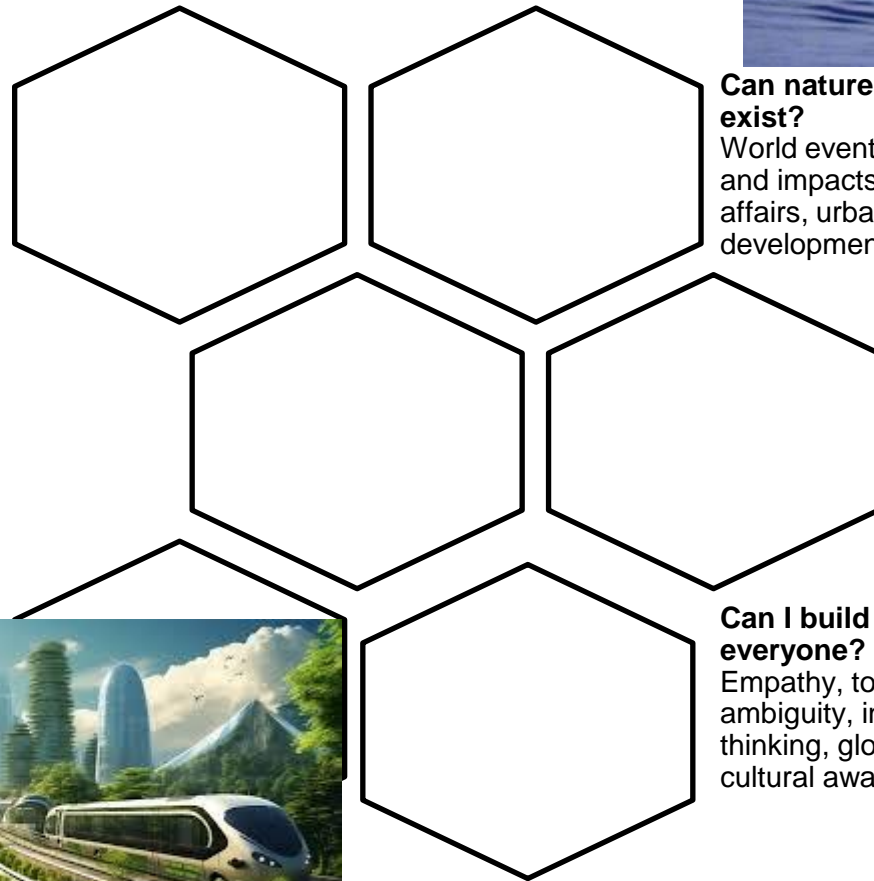 Can nature
exist?
World event
and impacts
affairs, urba
developmen
Can I build
everyone?
Empathy, to
ambiguity, in
thinking, glo
cultural awa